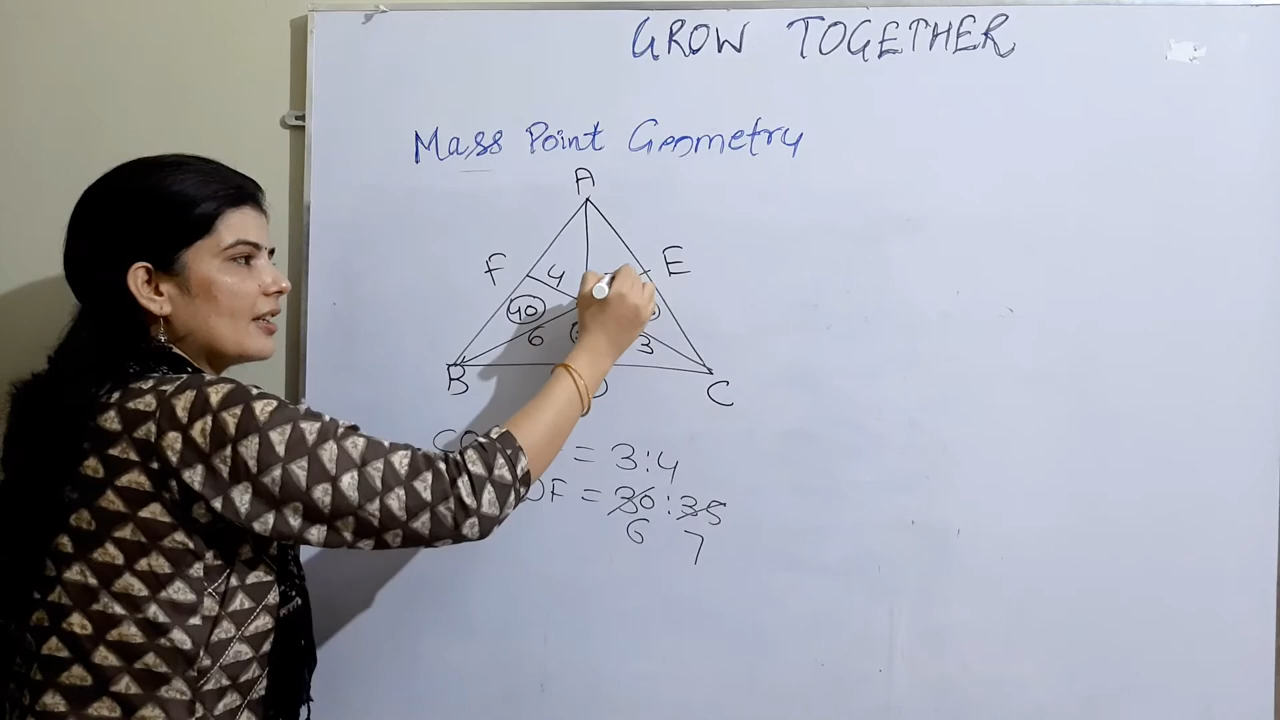 GROW TOGETHER
Mass Point Geometry
A
F
E
4
40
6
3
B
C
= 3:4
F = 30:35
6 7